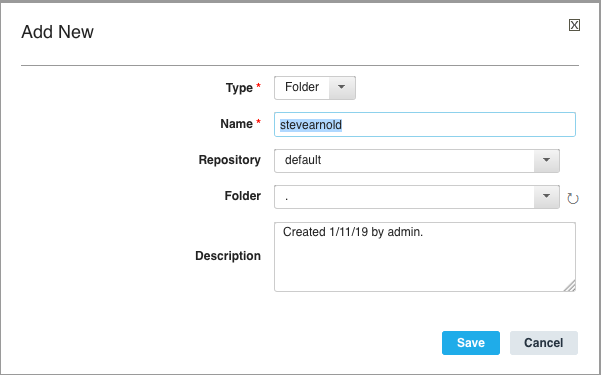 Add New
Type * Folder
Name * stevearnold
Repository default
Folder .
Created 1/11/19 by admin.
Description
Save Cancel